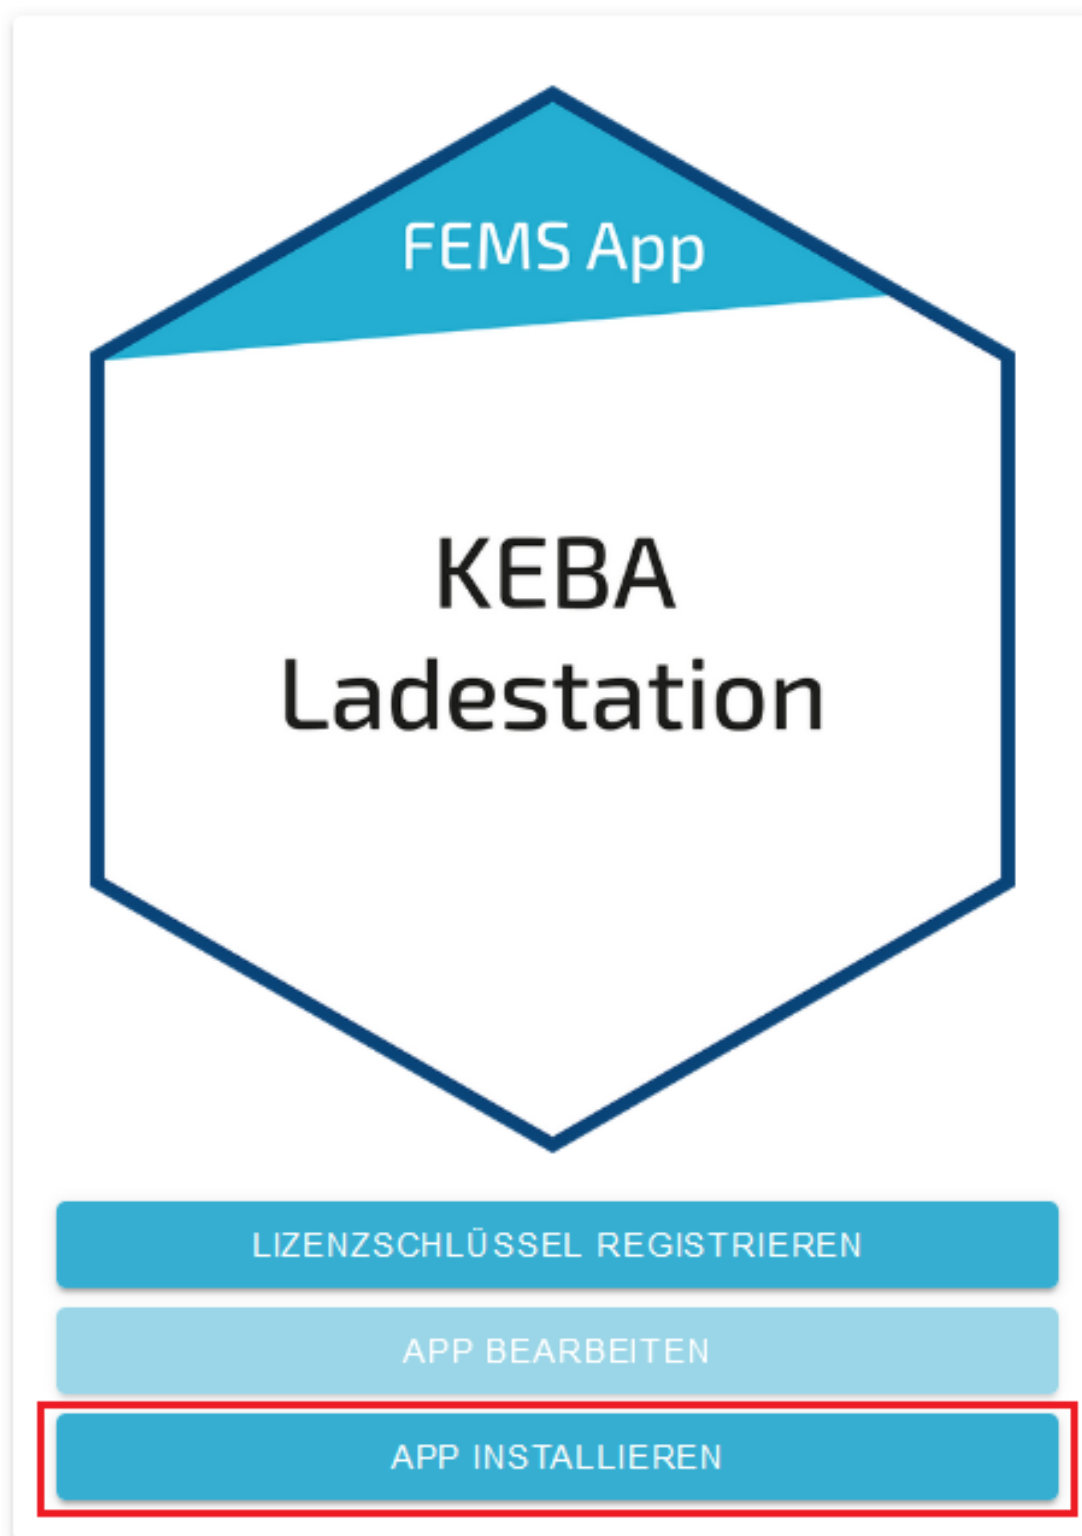 FEMS App
KEBA
Ladestation
LIZENZSCHLÜSSEL REGISTRIEREN
APP BEARBEITEN
APP INSTALLIEREN